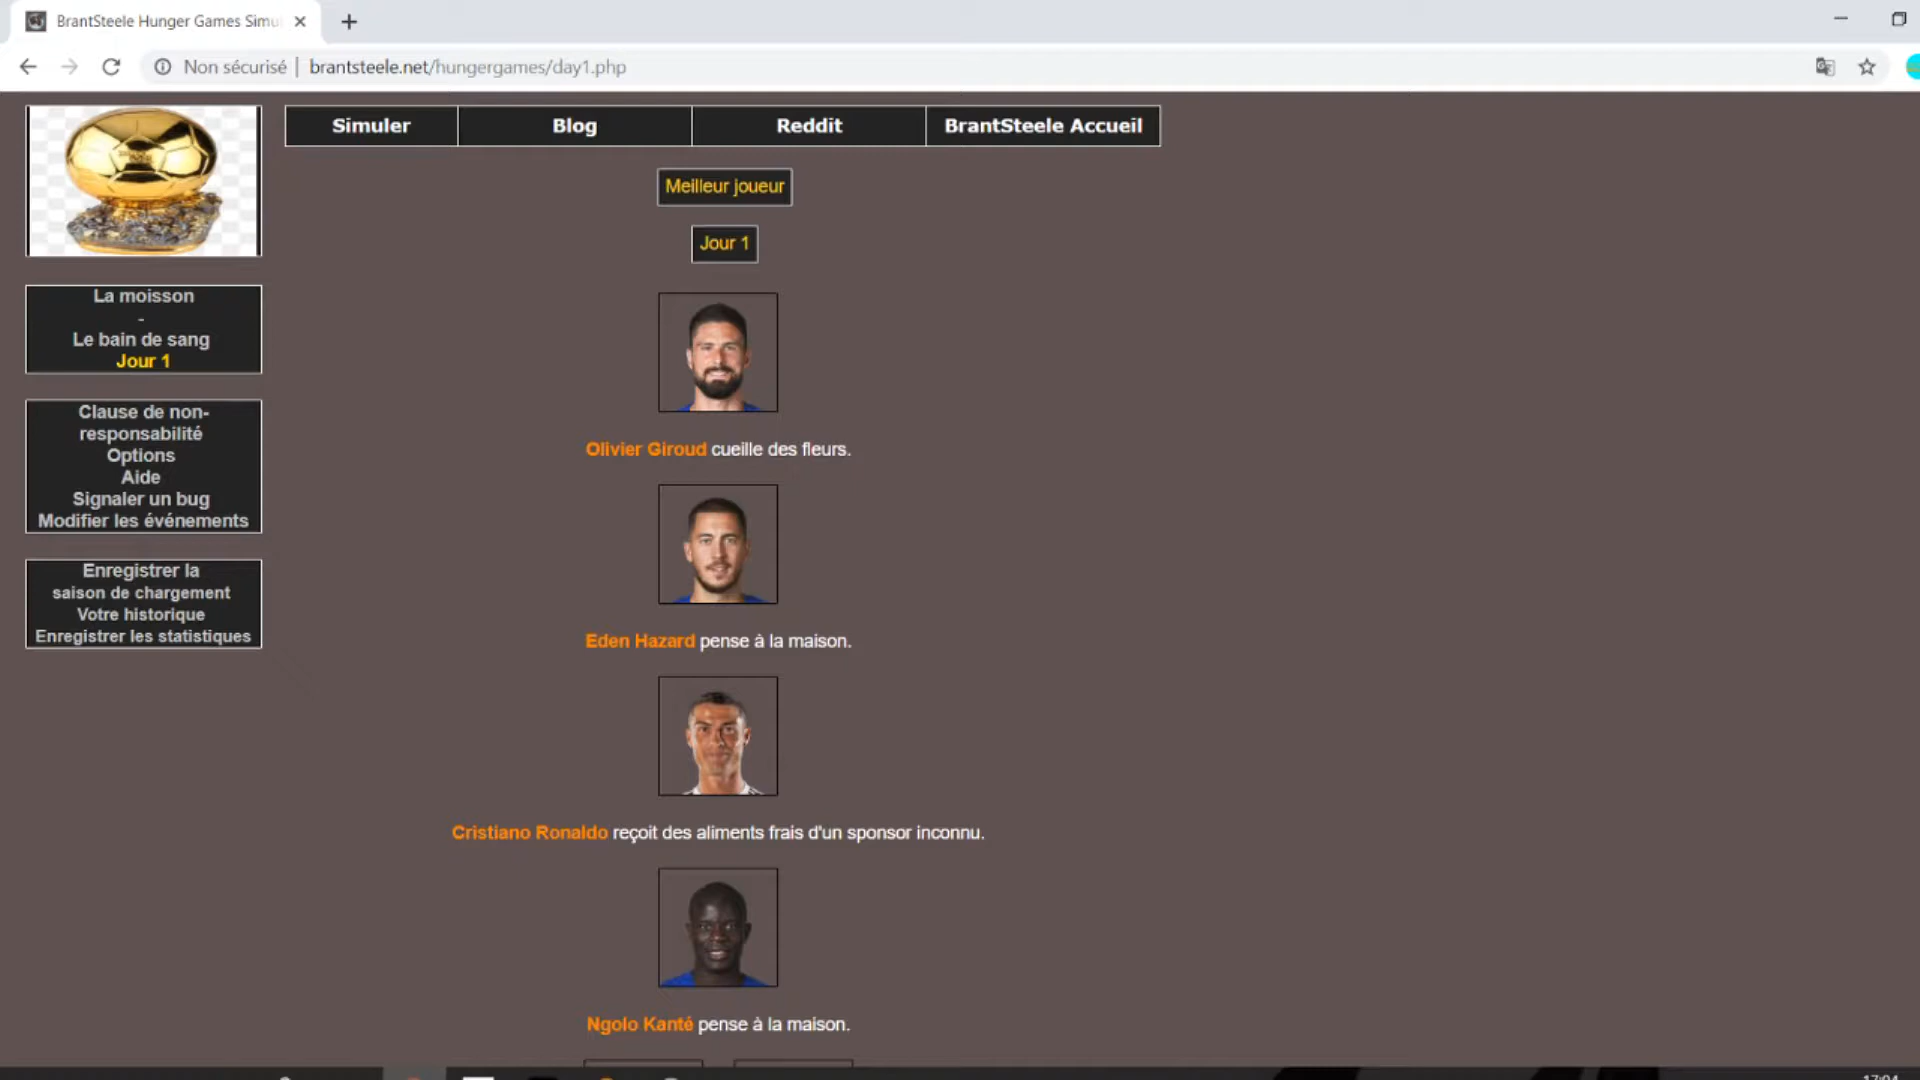 BrantSteele Hunger Games Simu
Non sécurisé | brantsteele.net/hungergames/day1.php
Simuler
Blog
Reddit
BrantSteele Accueil
Meilleur joueur
Jour 1
La moisson
-
Le bain de sang
Jour 1
Clause de non-
responsabilité
Options
Aide
Signaler un bug
Modifier les événements
Enregistrer la
saison de chargement
Votre historique
Enregistrer les statistiques
Olivier Giroud cueille des fleurs.
Eden Hazard pense à la maison.
Cristiano Ronaldo reçoit des aliments frais d'un sponsor inconnu.
Ngolo Kanté pense à la maison.